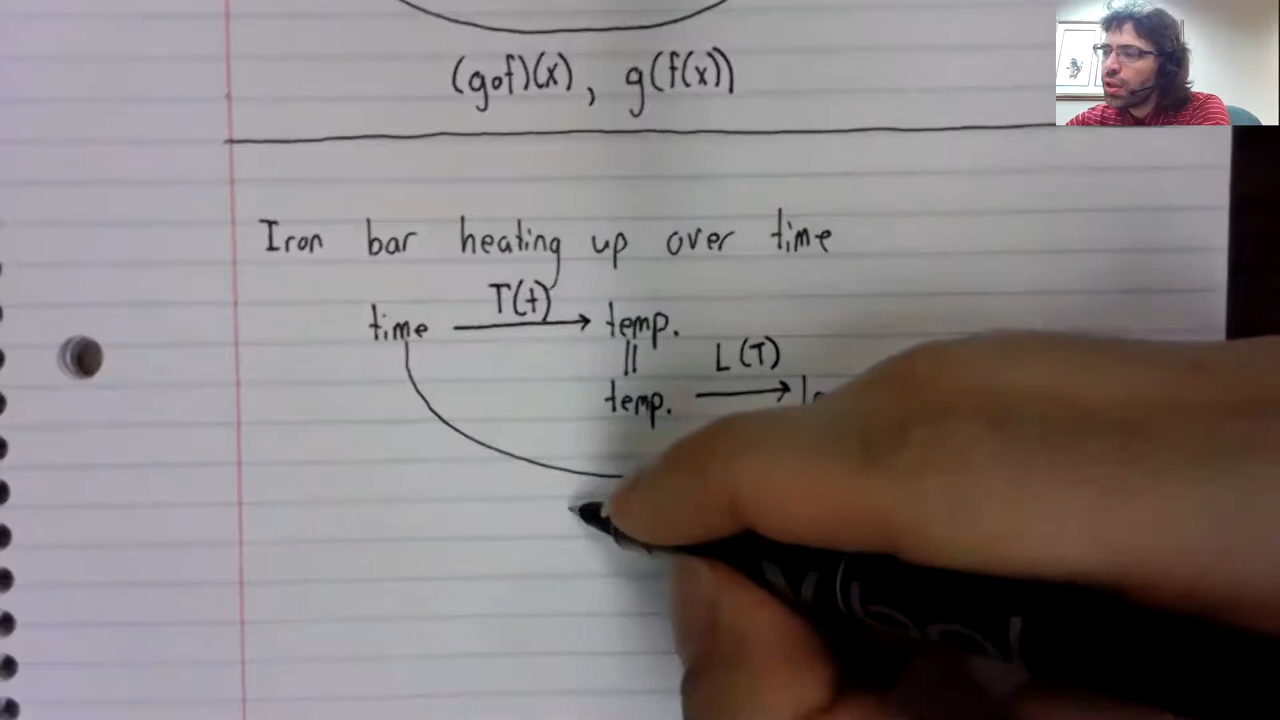 (g∘f)(x), g(f(x))
Iron bar heating up over time
time T(t) temp.
temp. L(T)